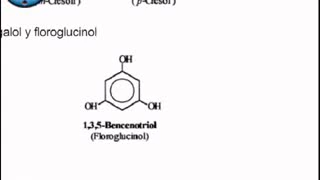 m-Cresol) (p-Cresol)
galol y floroglucinol
OH
OH OH
1,3,5-Bencenotriol
(Floroglucinol)